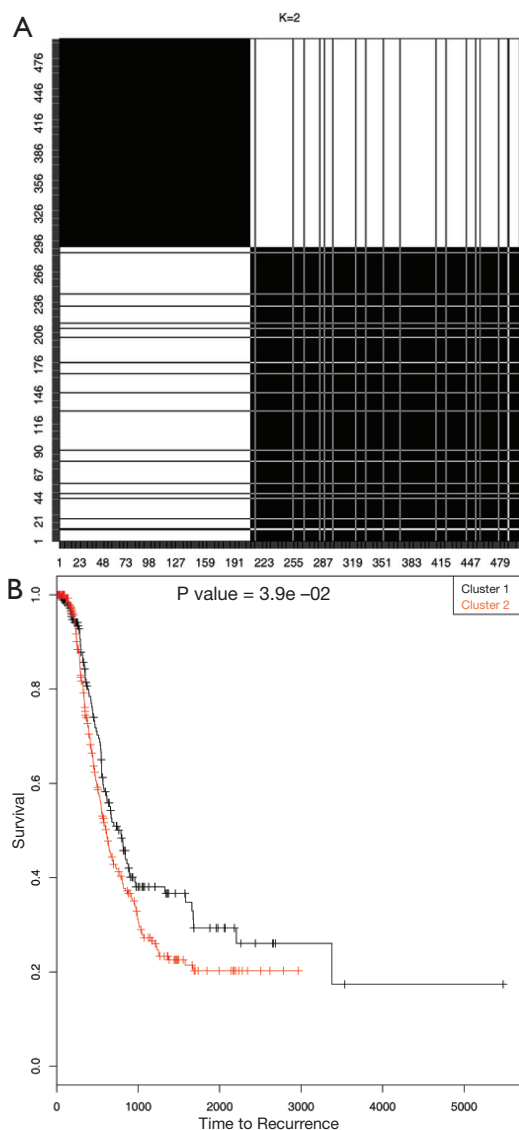 A
K=2
476
446
416
386
356
326
296
266
236
206
176
146
116
90
67
44
21
1
1 23 48 73 98 127 159 191 223 255 287 319 351 383 415 447 479
B
P value = 3.9e –02
Cluster 1
Cluster 2
1.0
0.8
0.6
0.4
0.2
0.0
Survival
0 1000 2000 3000 4000 5000
Time to Recurrence